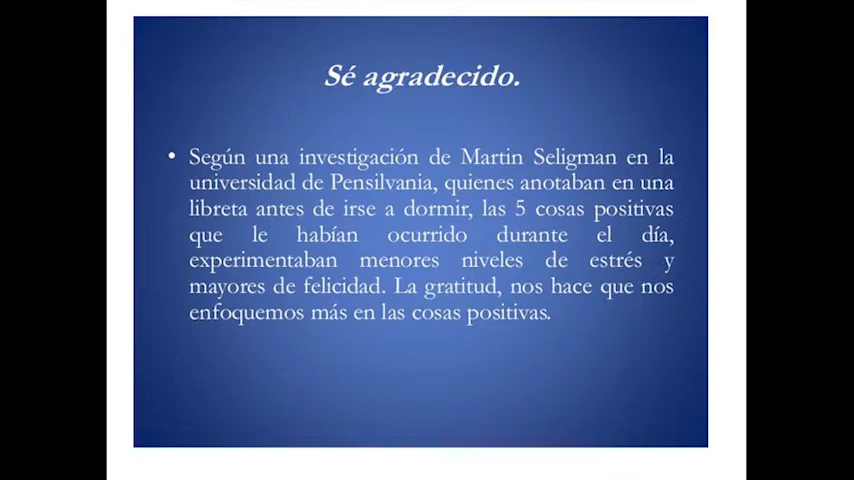 Sé agradecido.
• Según una investigación de Martin Seligman en la
universidad de Pensilvania, quienes anotaban en una
libreta antes de irse a dormir, las 5 cosas positivas
que le habían ocurrido durante el día,
experimentaban menores niveles de estrés y
mayores de felicidad. La gratitud, nos hace que nos
enfoquemos más en las cosas positivas.